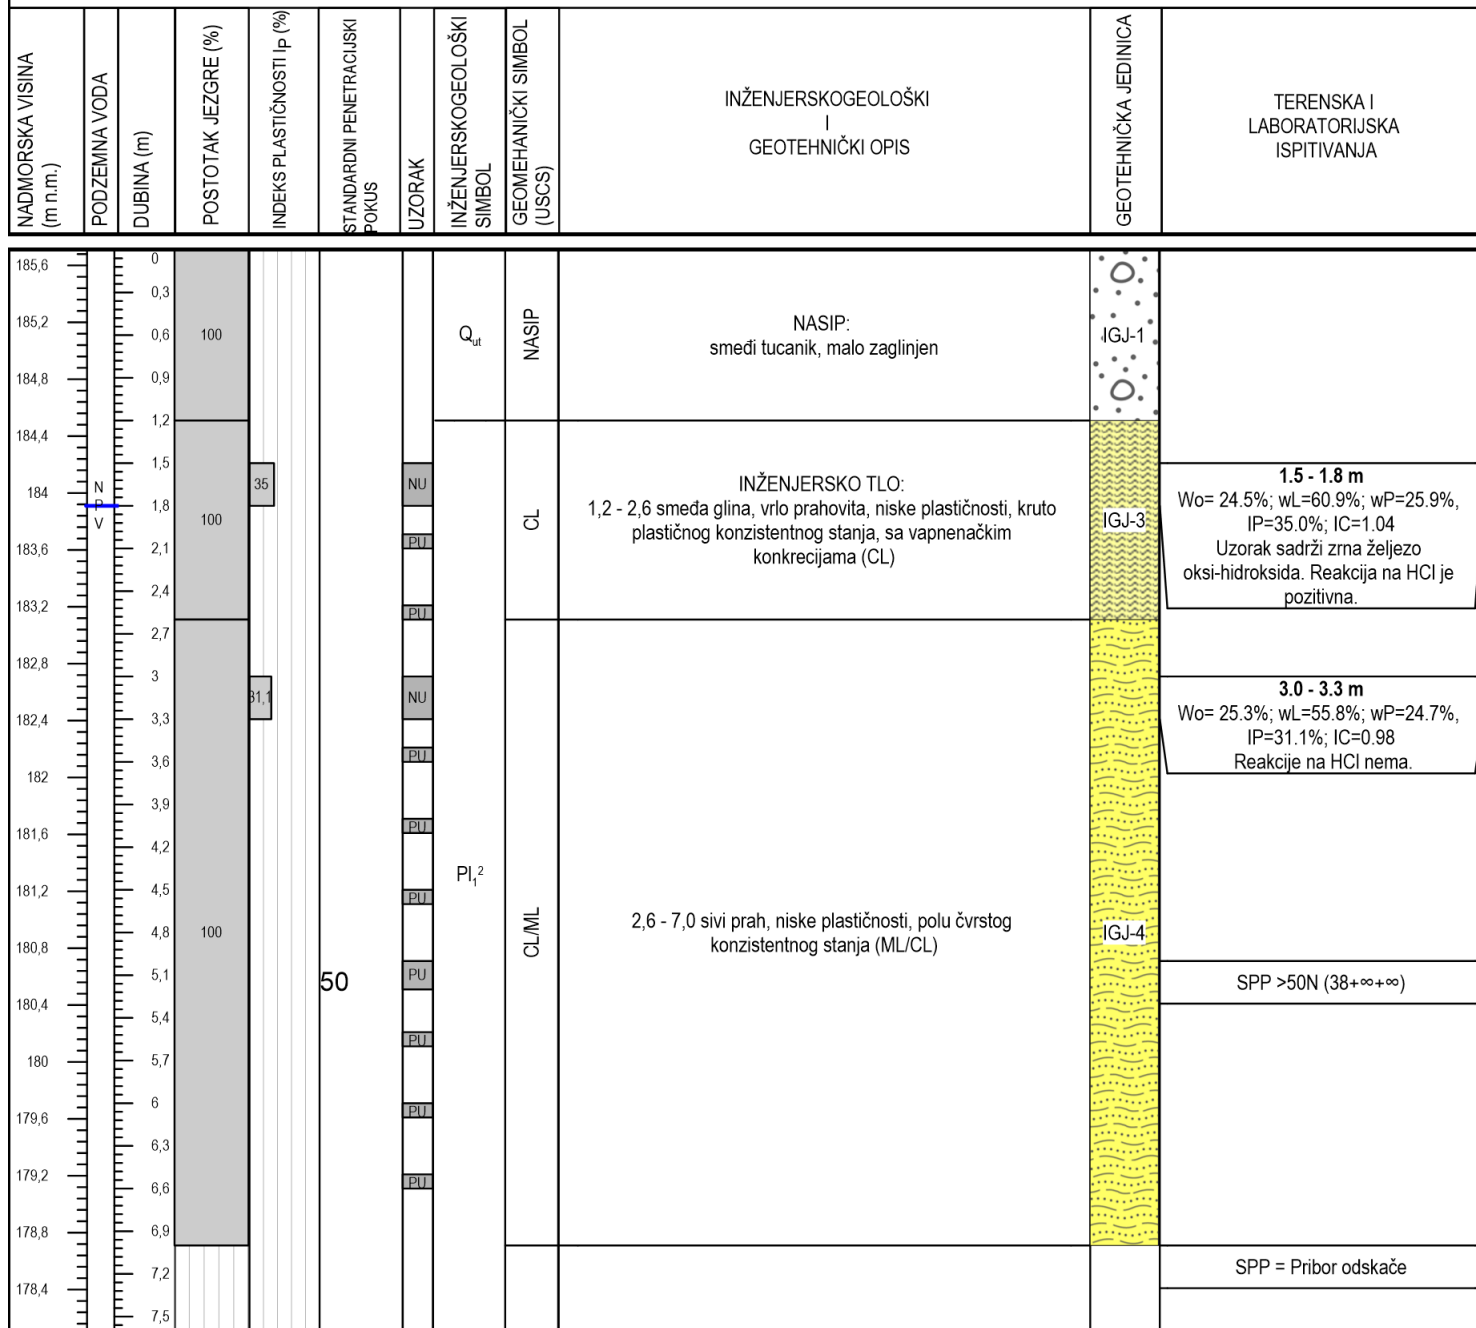 NADMORSKA VISINA
(m n.m.)
PODZEMNA VODA
DUBINA (m)
POSTOTAK JEZGRE (%)
INDEKS PLASTIČNOSTI Ip (%)
STANDARDNI PENETRACIJSKI
POKUS
UZORAK
INŽENJERSKOGEOLOŠKI
SIMBOL
GEOMEHANIČKI SIMBOL
(USCS)
INŽENJERSKOGEOLOŠKI
I
GEOTEHNIČKI OPIS
GEOTEHNIČKA JEDINICA
TERENSKA I
LABORATORIJSKA
ISPITIVANJA
185,6
185,2
184,8
184,4
184
183,6
183,2
182,8
182,4
182
181,6
181,2
180,8
180,4
180
179,6
179,2
178,8
178,4
N
P
V
0
0,3
0,6
0,9
1,2
1,5
1,8
2,1
2,4
2,7
3
3,3
3,6
3,9
4,2
4,5
4,8
5,1
5,4
5,7
6
6,3
6,6
6,9
7,2
7,5
100
100
100
35
31,1
50
NU
PU
PU
NU
PU
PU
PU
PU
PU
PU
PU
Qut
Pl₁²
NASIP
CL
CL/ML
NASIP:
smeđi tucanik, malo zaglinjen
INŽENJERSKO TLO:
1,2 - 2,6 smeđa glina, vrlo prahovita, niske plastičnosti, kruto
plastičnog konzistentnog stanja, sa vapnenačkim
konkrecijama (CL)
2,6 - 7,0 sivi prah, niske plastičnosti, polu čvrstog
konzistentnog stanja (ML/CL)
IGJ-1
IGJ-3
IGJ-4
1.5 - 1.8 m
Wo= 24.5%; wL=60.9%; wP=25.9%,
IP=35.0%; IC=1.04
Uzorak sadrži zrna željezo
oksi-hidroksida. Reakcija na HCl je
pozitivna.
3.0 - 3.3 m
Wo= 25.3%; wL=55.8%; wP=24.7%,
IP=31.1%; IC=0.98
Reakcije na HCl nema.
SPP >50N (38+∞+∞)
SPP = Pribor odskače